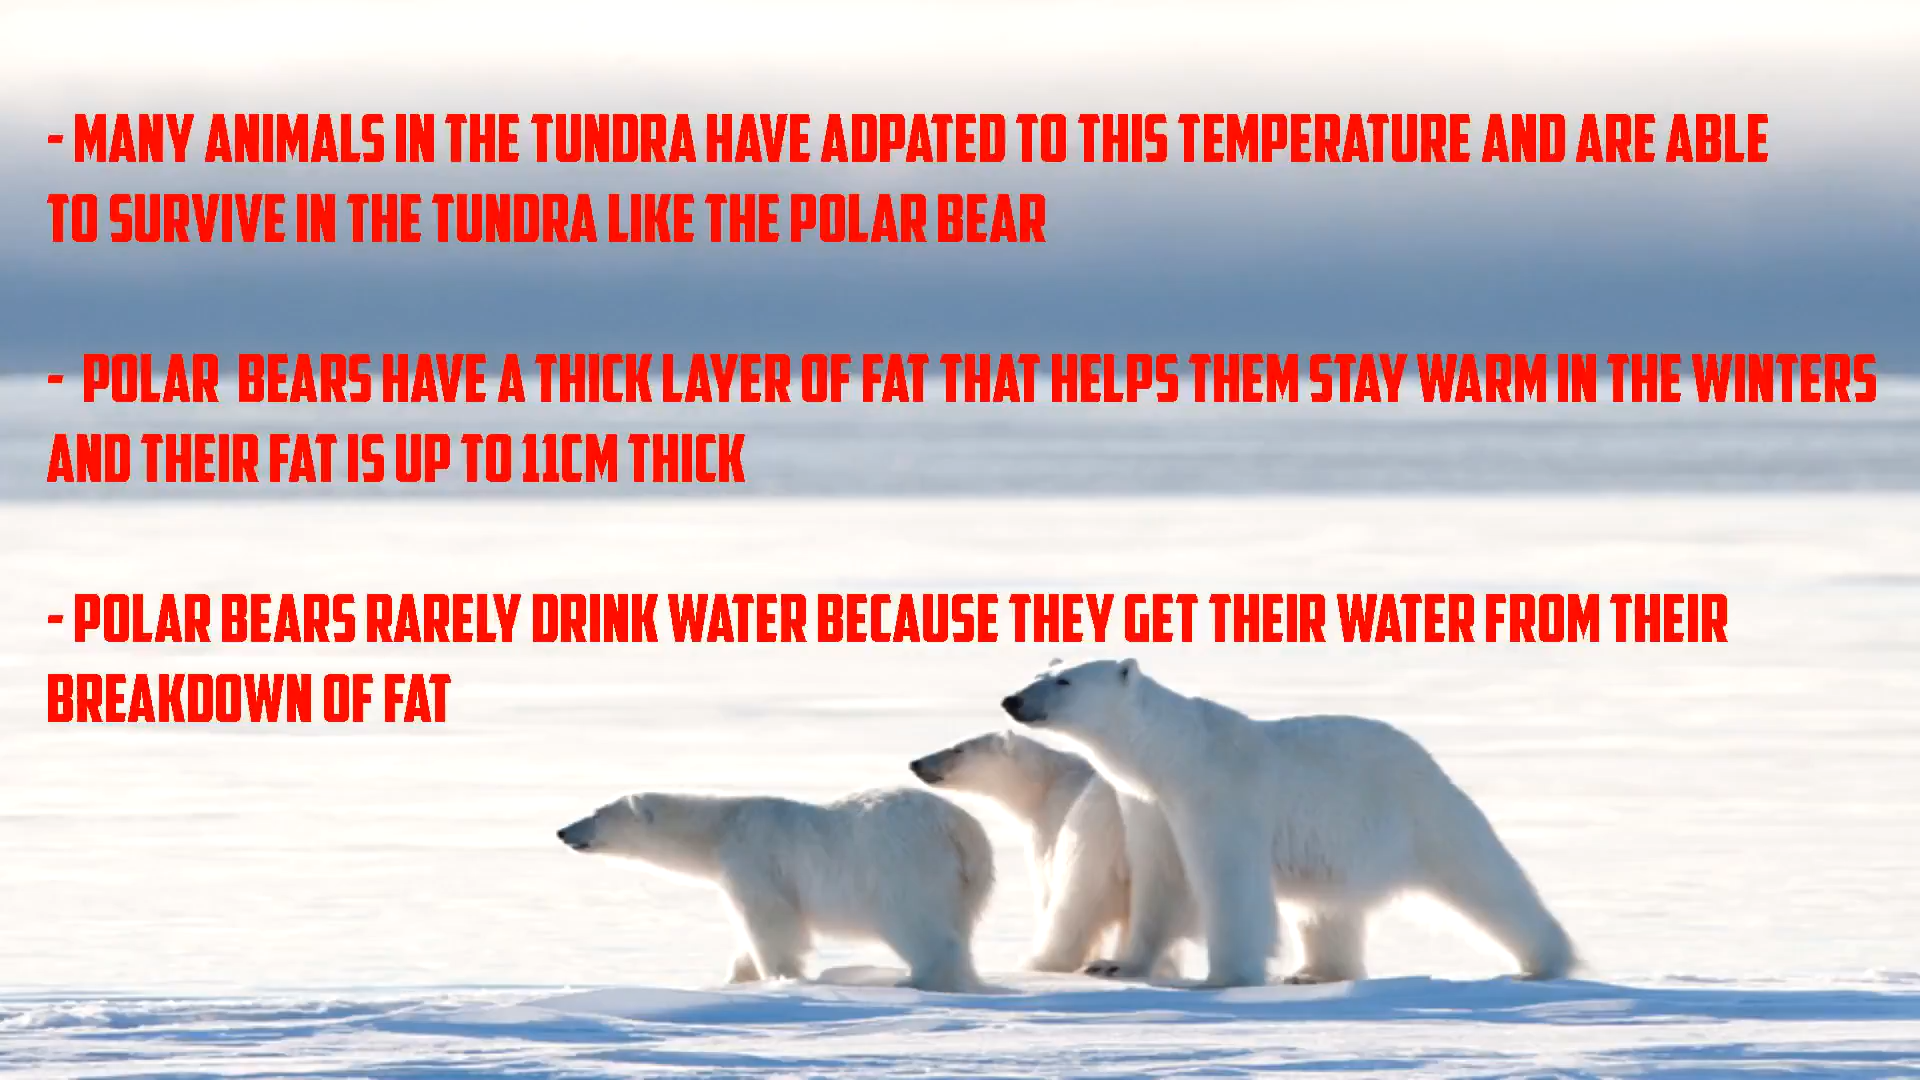 - MANY ANIMALS IN THE TUNDRA HAVE ADPATED TO THIS TEMPERATURE AND ARE ABLE
TO SURVIVE IN THE TUNDRA LIKE THE POLAR BEAR
- POLAR BEARS HAVE A THICK LAYER OF FAT THAT HELPS THEM STAY WARM IN THE WINTERS
AND THEIR FAT IS UP TO 11CM THICK
- POLAR BEARS RARELY DRINK WATER BECAUSE THEY GET THEIR WATER FROM THEIR
BREAKDOWN OF FAT